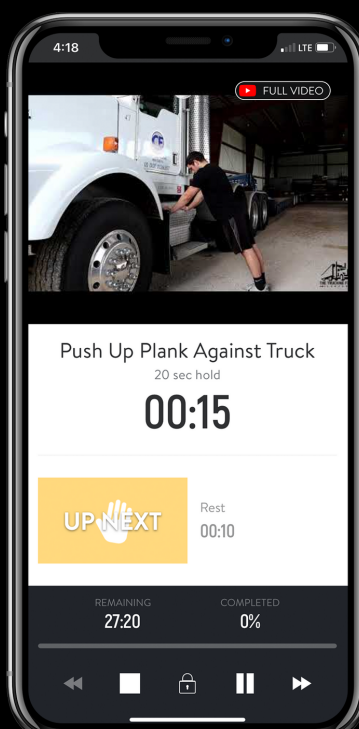 4:18
LTE
FULL VIDEO
Push Up Plank Against Truck
20 sec hold
00:15
UP NEXT
Rest
00:10
REMAINING
COMPLETED
27:20
0%